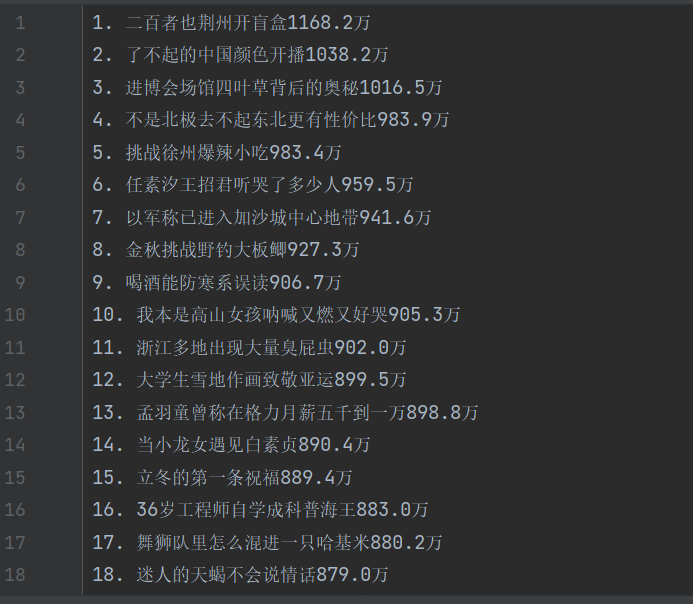 1 1. 二百者也荆州开盲盒1168.2万
2 2. 了不起的中国颜色开播1038.2万
3 3. 进博会场馆四叶草背后的奥秘1016.5万
4 4. 不是北极去不起东北更有性价比983.9万
5 5. 挑战徐州爆辣小吃983.4万
6 6. 任素汐王招君听哭了多少人959.5万
7 7. 以军称已进入加沙城中心地带941.6万
8 8. 金秋挑战野钓大板鲫927.3万
9 9. 喝酒能防寒系误读906.7万
10 10. 我本是高山女孩呐喊又燃又好哭905.3万
11 11. 浙江多地出现大量臭屁虫902.0万
12 12. 大学生雪地作画致敬亚运899.5万
13 13. 孟羽童曾称在格力月薪五千到一万898.8万
14 14. 当小龙女遇见白素贞890.4万
15 15. 立冬的第一条祝福889.4万
16 16. 36岁工程师自学成科普海王883.0万
17 17. 舞狮队里怎么混进一只哈基米880.2万
18 18. 迷人的天蝎不会说情话879.0万